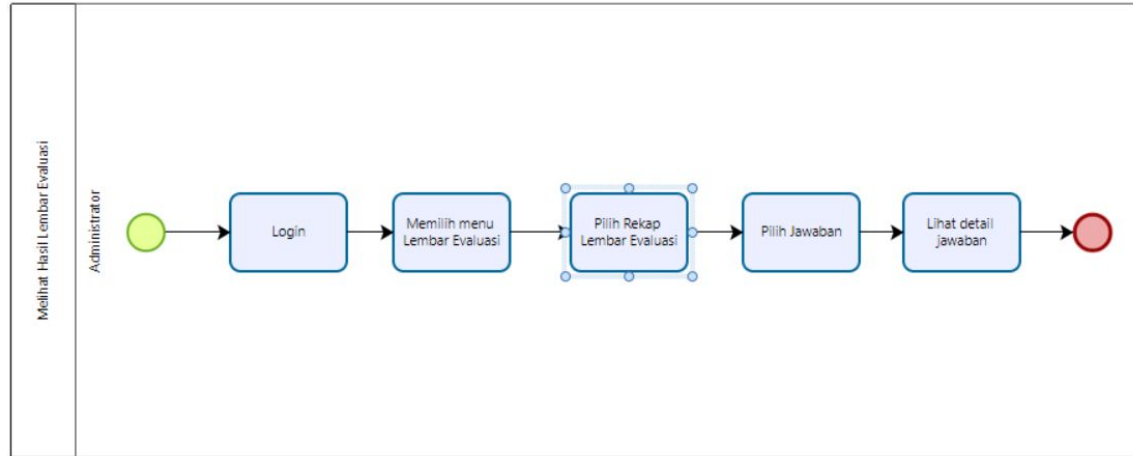 Melihat Hasil Lembar Evaluasi
Administrator
Login
Memilih menu
Lembar Evaluasi
Pilih Rekap
Lembar Evaluasi
Pilih Jawaban
Lihat detail
jawaban